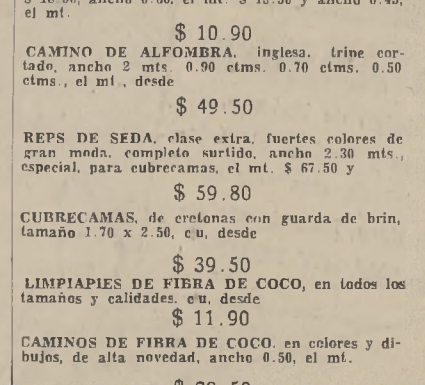 el mt.
$ 10.90
CAMINO DE ALFOMBRA, inglesa, tripe cor-
tado, ancho 2 mts. 0.90 ctms. 0.70 ctms. 0.50
ctms., el mt., desde
$ 49.50
REPS DE SEDA, clase extra, fuertes colores de
gran moda, completo surtido, ancho 2.30 mts.,
especial, para cubrecamas, el mt. $ 67.50 y
$ 59.80
CUBRECAMAS, de cretonas con guarda de brin,
tamaño 1.70 x 2.50, c u, desde
$ 39.50
LIMPIAPIES DE FIBRA DE COCO, en todos los
tamaños y calidades. c u, desde
$ 11.90
CAMINOS DE FIBRA DE COCO. en colores y di-
bujos, de alta novedad, ancho 0.50, el mt.